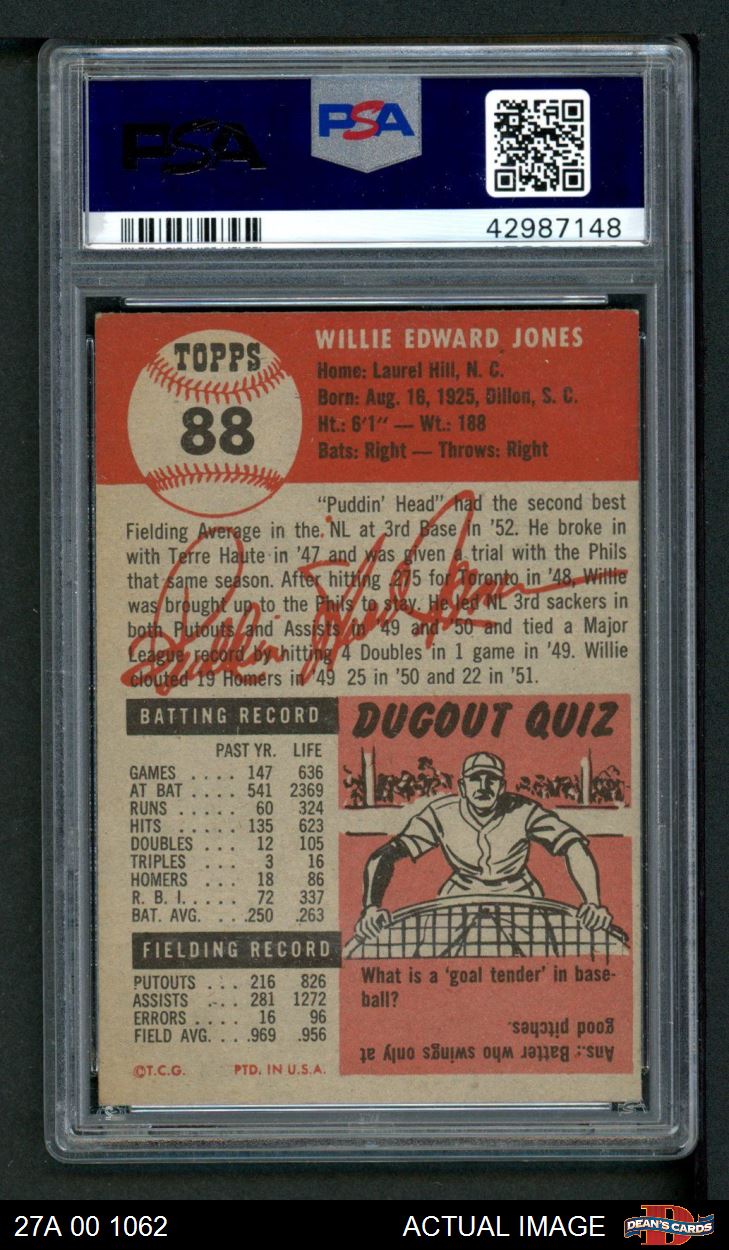 PSA
PSA
42987148
TOPPS
88
WILLIE EDWARD JONES
Home: Laurel Hill, N. C.
Born: Aug. 16, 1925, Dillon, S. C.
Ht.: 6'1" — Wt.: 188
Bats: Right — Throws: Right
"Puddin' Head" had the second best
Fielding Average in the NL at 3rd Base in '52. He broke in
with Terre Haute in '47 and was given a trial with the Phils
that same season. After hitting .275 for Toronto in '48, Willie
was brought up to the Phils to stay. He led NL 3rd sackers in
both Putouts and Assists in '49 and '50 and tied a Major
League record by hitting 4 Doubles in 1 game in '49. Willie
clouted 19 Homers in '49 25 in '50 and 22 in '51.
Puddin Head Jones
BATTING RECORD
PAST YR. LIFE
GAMES .... 147 636
AT BAT .... 541 2369
RUNS .... 60 324
HITS ..... 135 623
DOUBLES .. 12 105
TRIPLES ... 3 16
HOMERS ... 18 86
R. B. I. .... 72 337
BAT. AVG. ... .250 .263
FIELDING RECORD
PUTOUTS ... 216 826
ASSISTS ... 281 1272
ERRORS .... 16 96
FIELD AVG. ... .969 .956
©T.C.G. PTD. IN U.S.A.
DUGOUT QUIZ
What is a 'goal tender' in base-
ball?
Ans.: Batter who swings only at
good pitches.
27A 00 1062 ACTUAL IMAGE
D
DEAN'S CARDS